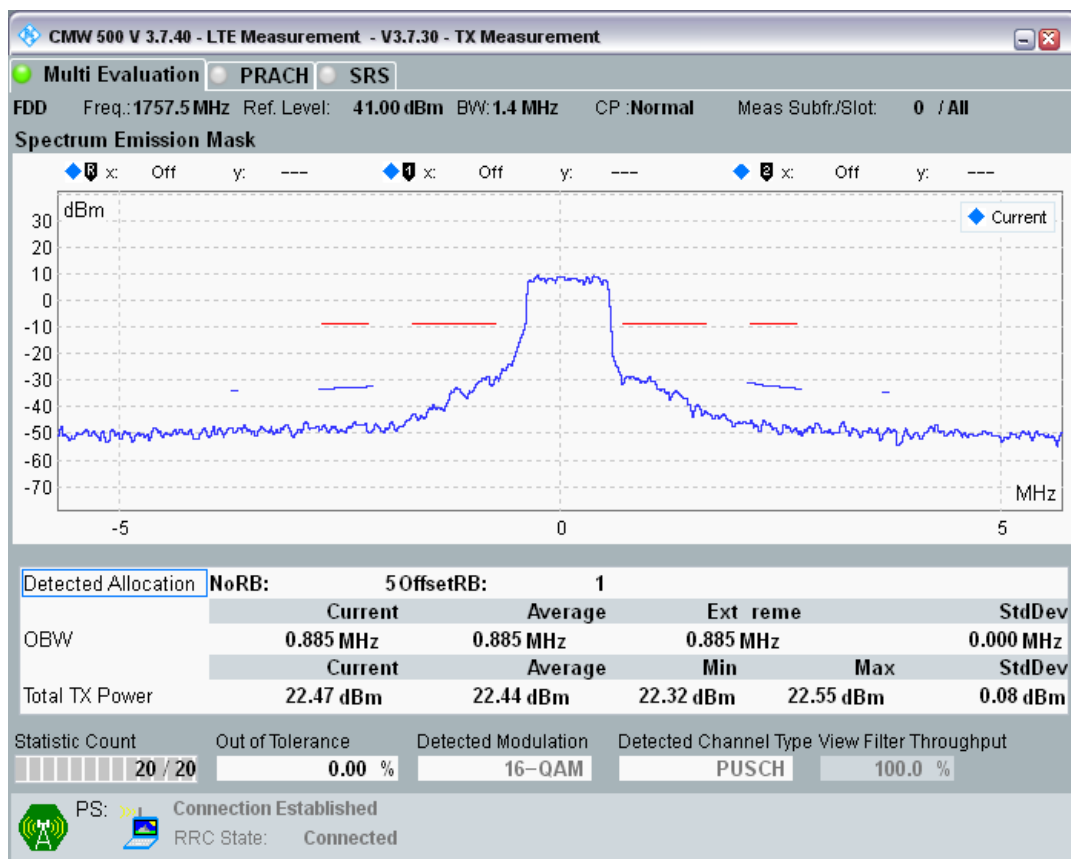 CMW 500 V 3.7.40 - LTE Measurement - V3.7.30 - TX Measurement
Multi Evaluation PRACH SRS
FDD Freq.: 1757.5 MHz Ref. Level: 41.00 dBm BW: 1.4 MHz CP :Normal Meas Subfr./Slot: 0 / All
Spectrum Emission Mask
R x: Off y: --- 1 x: Off y: --- 2 x: Off y: ---
dBm
Current
30
20
10
0
-10
-20
-30
-40
-50
-60
-70
MHz
-5 0 5
Detected Allocation NoRB: 5 OffsetRB: 1
Current Average Ext reme StdDev
OBW 0.885 MHz 0.885 MHz 0.885 MHz 0.000 MHz
Current Average Min Max StdDev
Total TX Power 22.47 dBm 22.44 dBm 22.32 dBm 22.55 dBm 0.08 dBm
Statistic Count Out of Tolerance Detected Modulation Detected Channel Type View Filter Throughput
20 / 20 0.00 % 16-QAM PUSCH 100.0 %
PS: Connection Established
RRC State: Connected